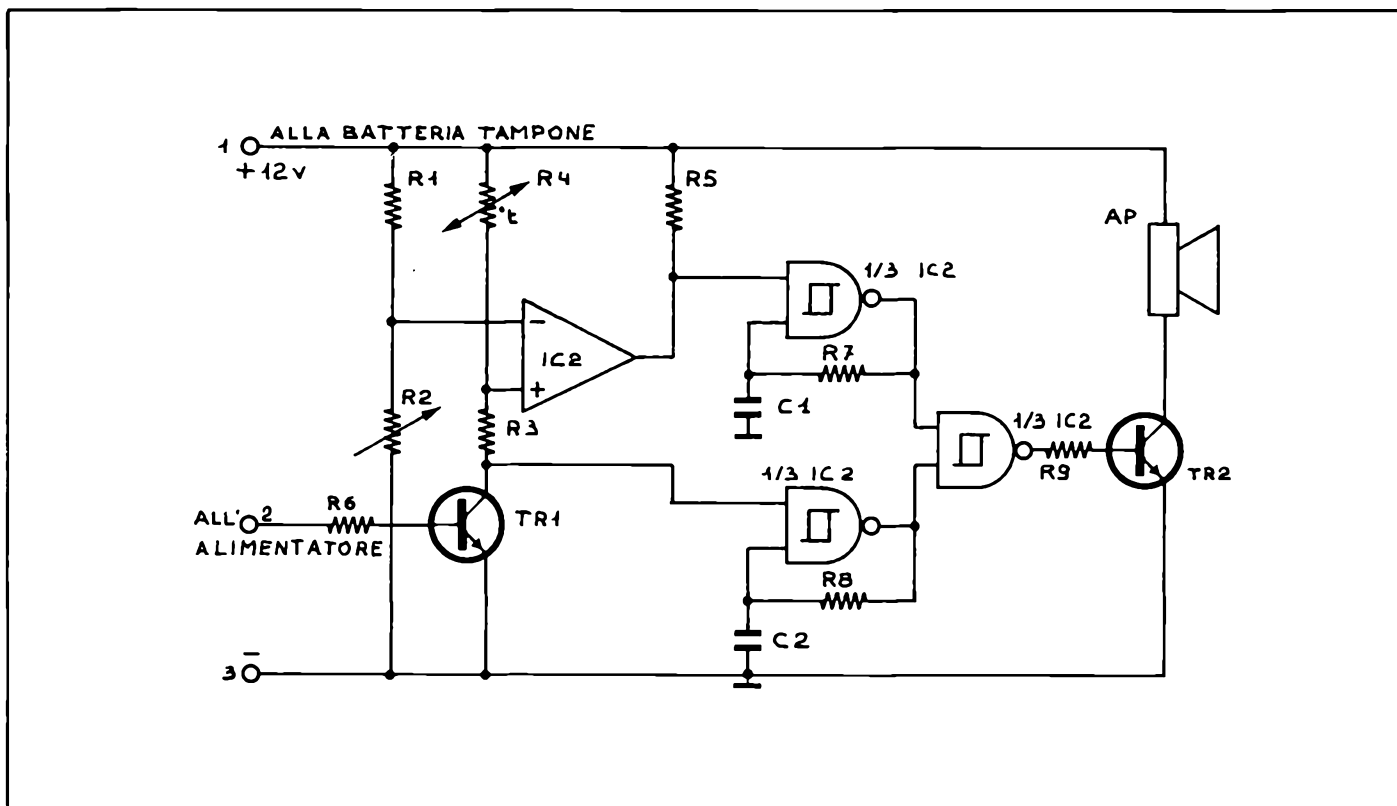 1
ALLA BATTERIA TAMPONE
+12V
R1
R4
t
R5
AP
1/3 IC2
-
IC2
+
R7
R2
C1
R3
1/3 IC2
1/3 IC2
R9
TR2
R6
TR1
ALL' 2
ALIMENTATORE
R8
C2
3 -